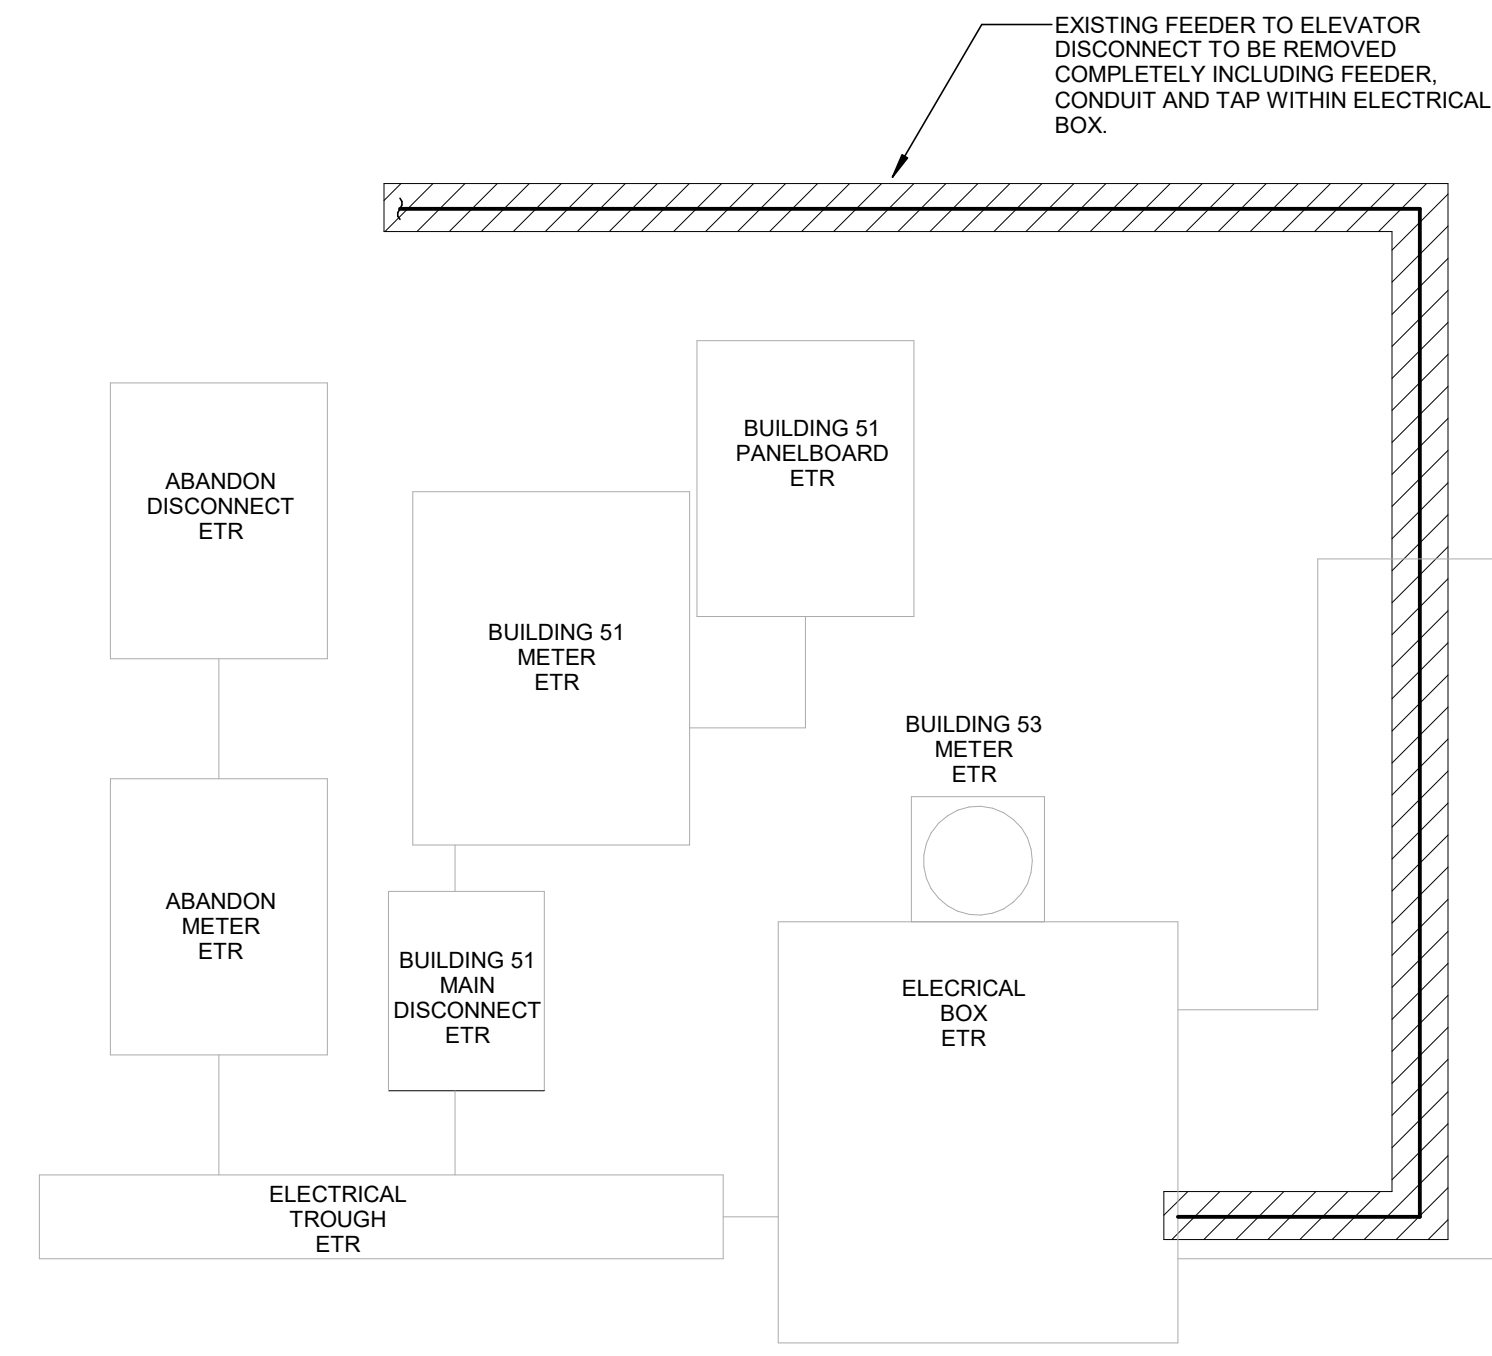 EXISTING FEEDER TO ELEVATOR
DISCONNECT TO BE REMOVED
COMPLETELY INCLUDING FEEDER,
CONDUIT AND TAP WITHIN ELECTRICAL
BOX.
BUILDING 51
PANELBOARD
ETR
ABANDON
DISCONNECT
ETR
BUILDING 51
METER
ETR
BUILDING 53
METER
ETR
ABANDON
METER
ETR
BUILDING 51
MAIN
DISCONNECT
ETR
ELECRICAL
BOX
ETR
ELECTRICAL
TROUGH
ETR